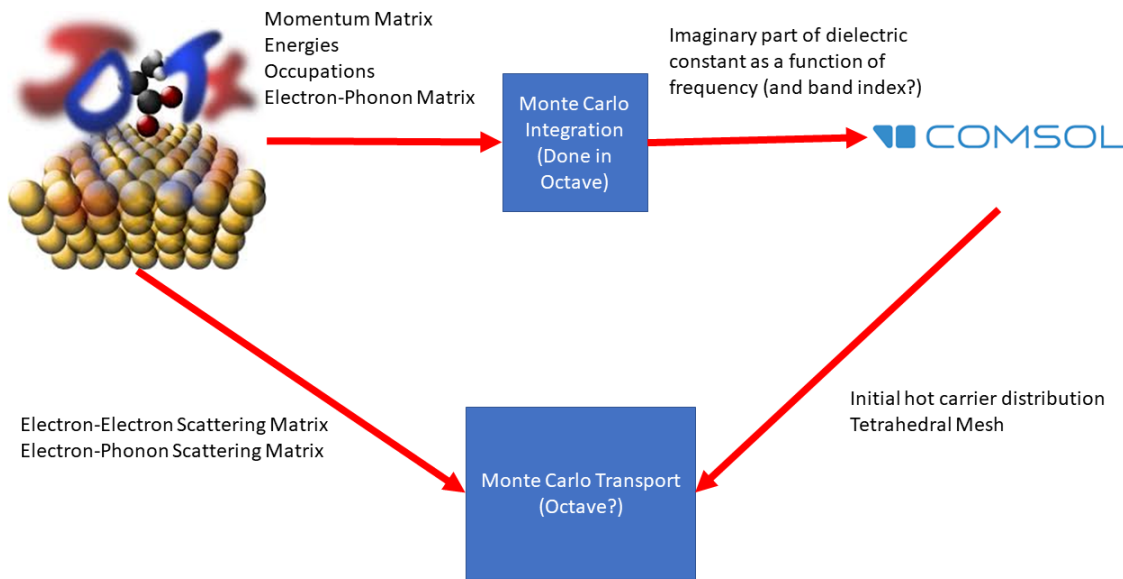 Momentum Matrix
Energies
Occupations
Electron-Phonon Matrix
Imaginary part of dielectric
constant as a function of
frequency (and band index?)
Monte Carlo
Integration
(Done in
Octave)
COMSOL
Electron-Electron Scattering Matrix
Electron-Phonon Scattering Matrix
Initial hot carrier distribution
Tetrahedral Mesh
Monte Carlo Transport
(Octave?)